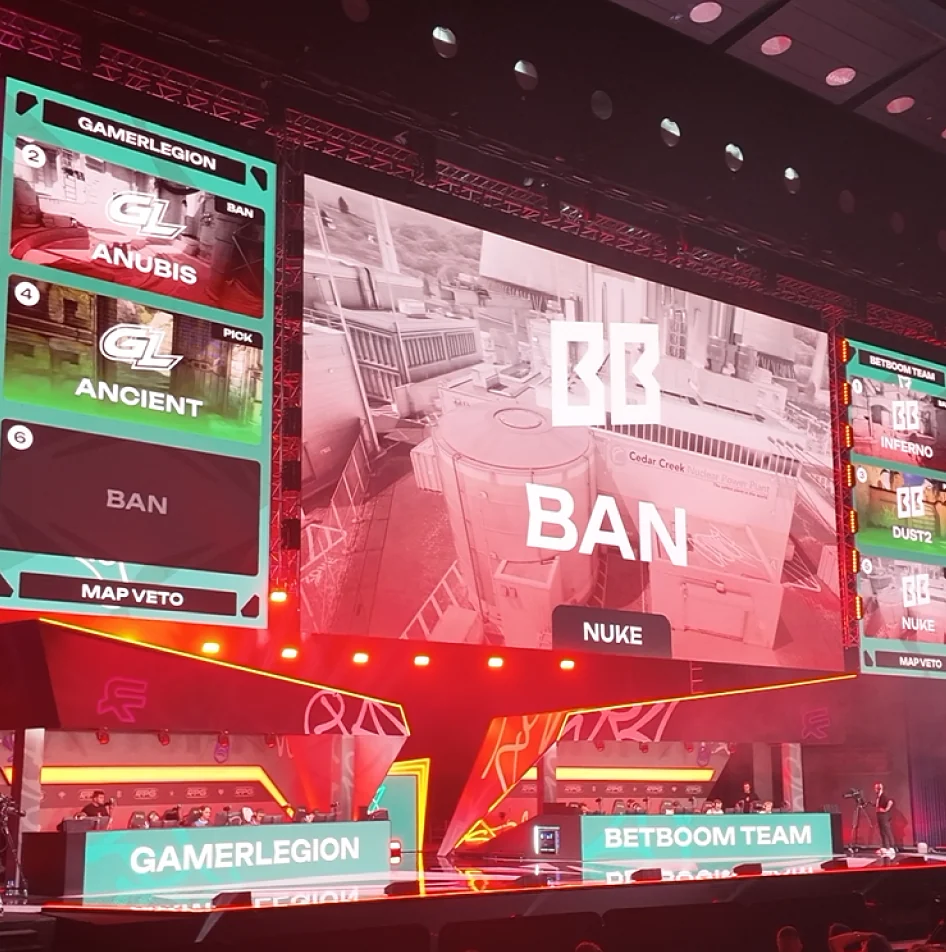 GAMERLEGION
2
GL
BAN
ANUBIS
4
GL
PICK
ANCIENT
6
BAN
MAP VETO
BB
Cedar Creek Nuclear Power Plant
BAN
NUKE
BETBOOM TEAM
1
BB
INFERNO
3
BB
DUST2
5
BB
NUKE
MAP VETO
GAMERLEGION
BETBOOM TEAM